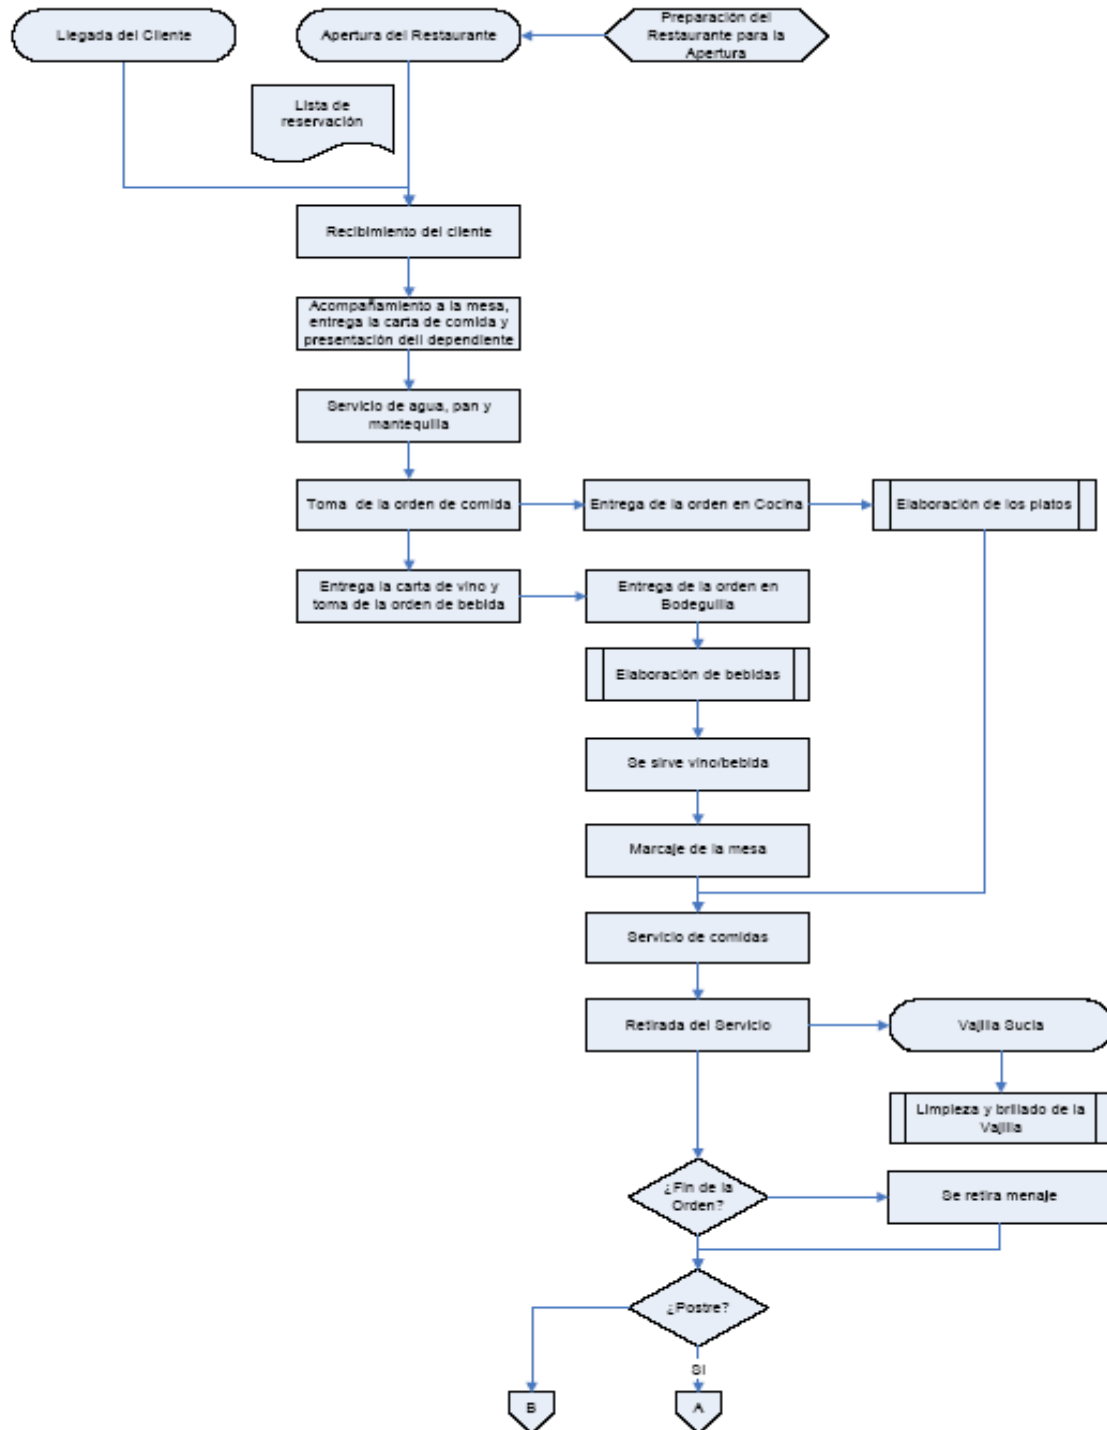 Llegada del Cliente
Apertura del Restaurante
Preparación del
Restaurante para la
Apertura
Lista de
reservación
Recibimiento del cliente
Acompañamiento a la mesa,
entrega la carta de comida y
presentación dell dependiente
Servicio de agua, pan y
mantequilla
Toma de la orden de comida
Entrega de la orden en Cocina
Elaboración de los platos
Entrega la carta de vino y
toma de la orden de bebida
Entrega de la orden en
Bodeguilla
Elaboración de bebidas
Se sirve vino/bebida
Marcaje de la mesa
Servicio de comidas
Retirada del Servicio
Vajilla Sucia
Limpieza y brillado de la
Vajilla
¿Fin de la
Orden?
Se retira menaje
¿Postre?
SI
B
A